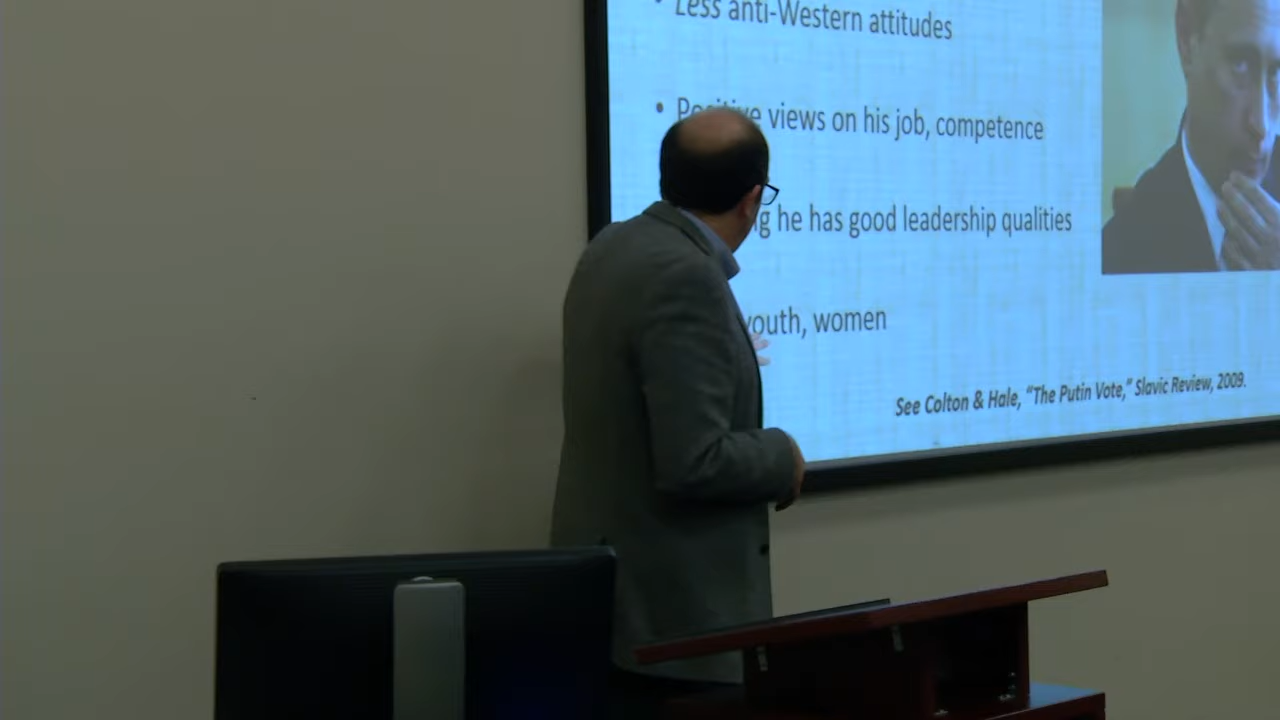 • Less anti-Western attitudes
• Positive views on his job, competence
he has good leadership qualities
youth, women
See Colton & Hale, “The Putin Vote,” Slavic Review, 2009.